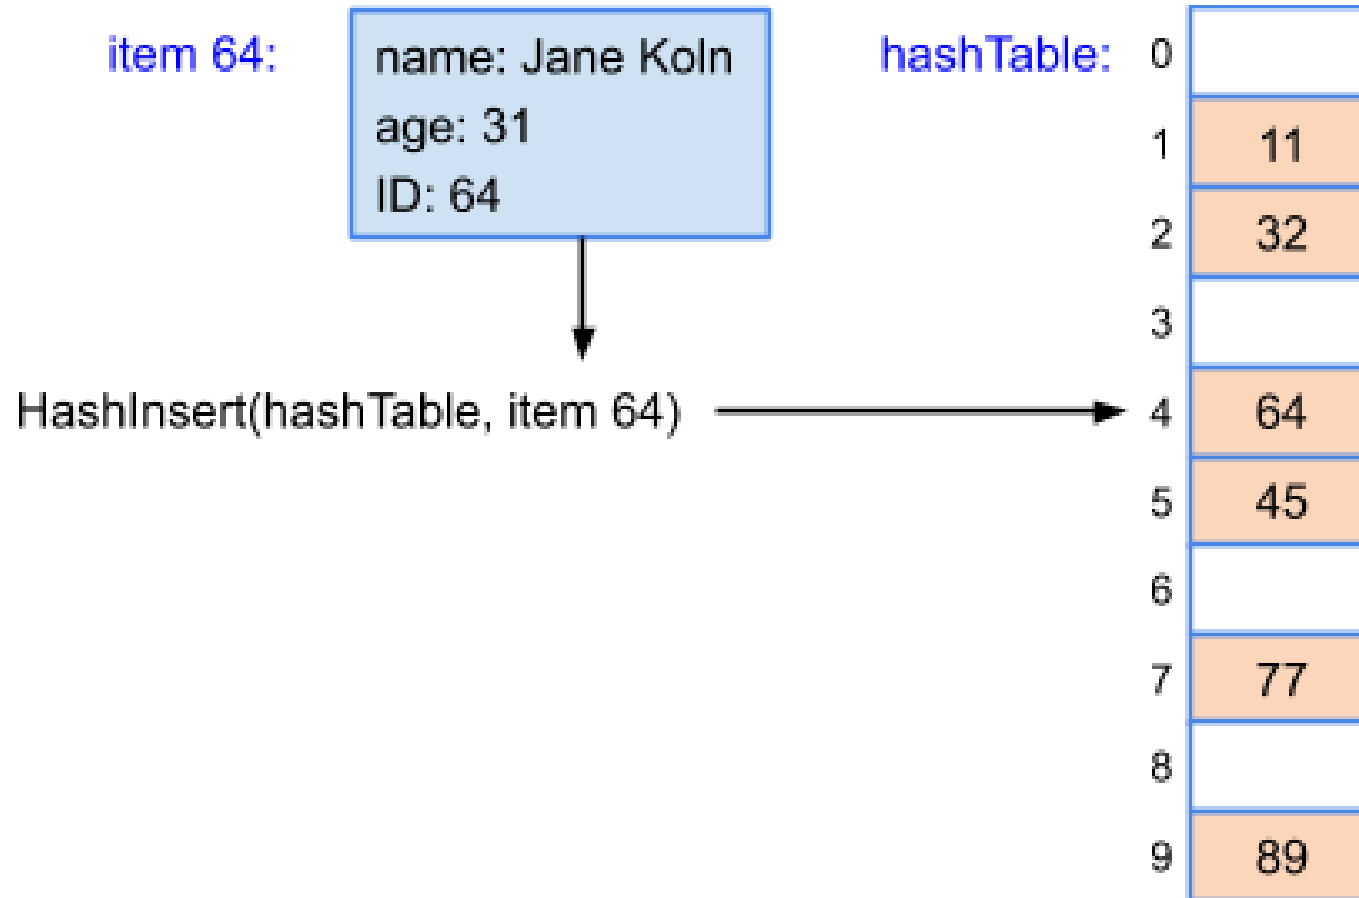 item 64:
name: Jane Koln
age: 31
ID: 64
HashInsert(hashTable, item 64)
hashTable:
0
1 11
2 32
3
4 64
5 45
6
7 77
8
9 89